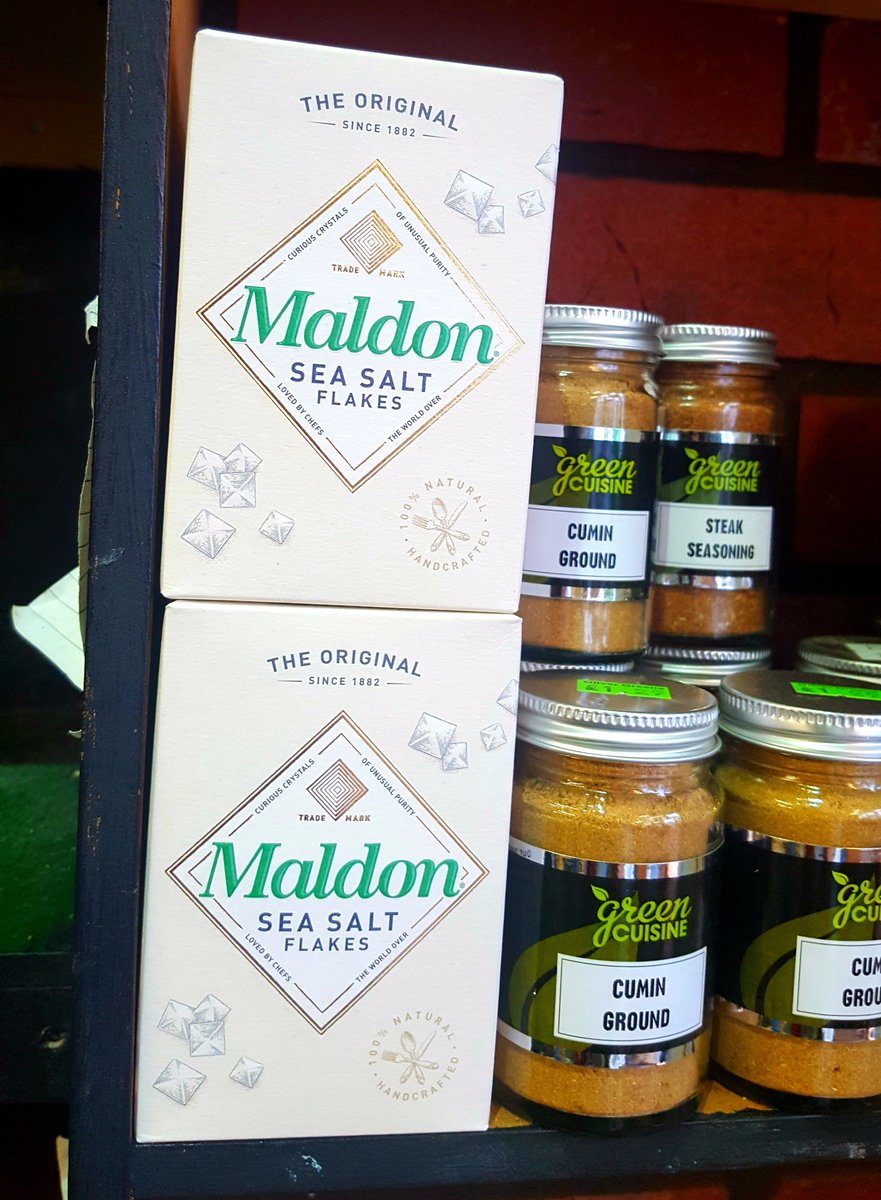 THE ORIGINAL
SINCE 1882
CURIOUS CRYSTALS
OF UNUSUAL PURITY
TRADE MARK
Maldon
SEA SALT
FLAKES
LOVED BY CHEFS
THE WORLD OVER
100% NATURAL
HANDCRAFTED
green
CUISINE
CUMIN
GROUND
green
CUISINE
STEAK
SEASONING
THE ORIGINAL
SINCE 1882
CURIOUS CRYSTALS
OF UNUSUAL PURITY
TRADE MARK
Maldon
SEA SALT
FLAKES
LOVED BY CHEFS
THE WORLD OVER
100% NATURAL
HANDCRAFTED
green
CUISINE
CUMIN
GROUND
CUM
GROU